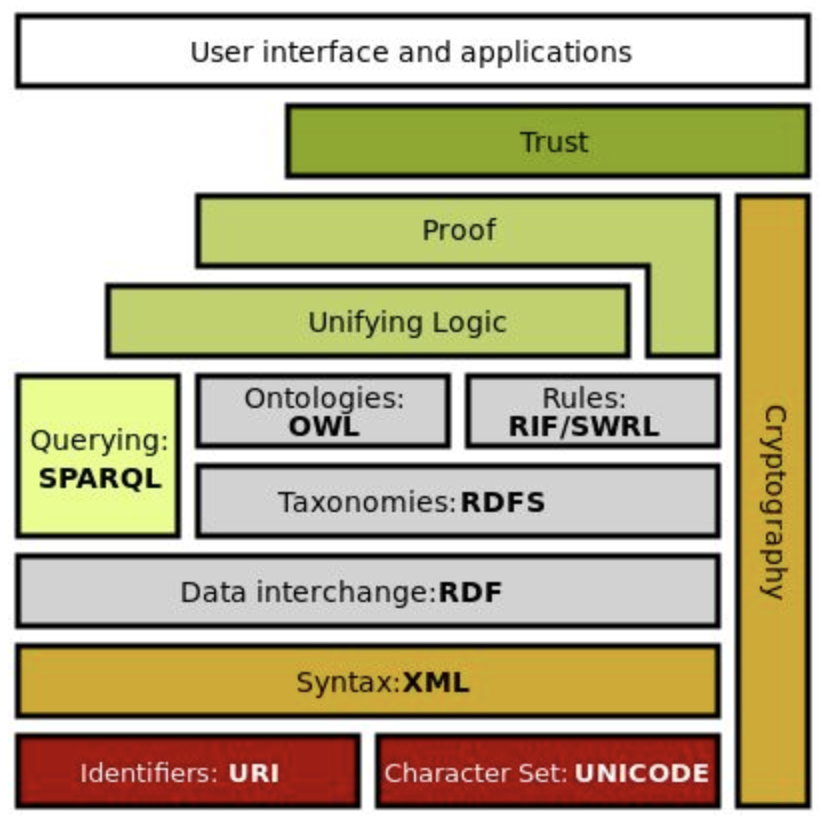 User interface and applications
Trust
Proof
Unifying Logic
Ontologies:
OWL
Rules:
RIF/SWRL
Querying:
SPARQL
Taxonomies: RDFS
Data interchange: RDF
Syntax: XML
Identifiers: URI
Character Set: UNICODE
Cryptography